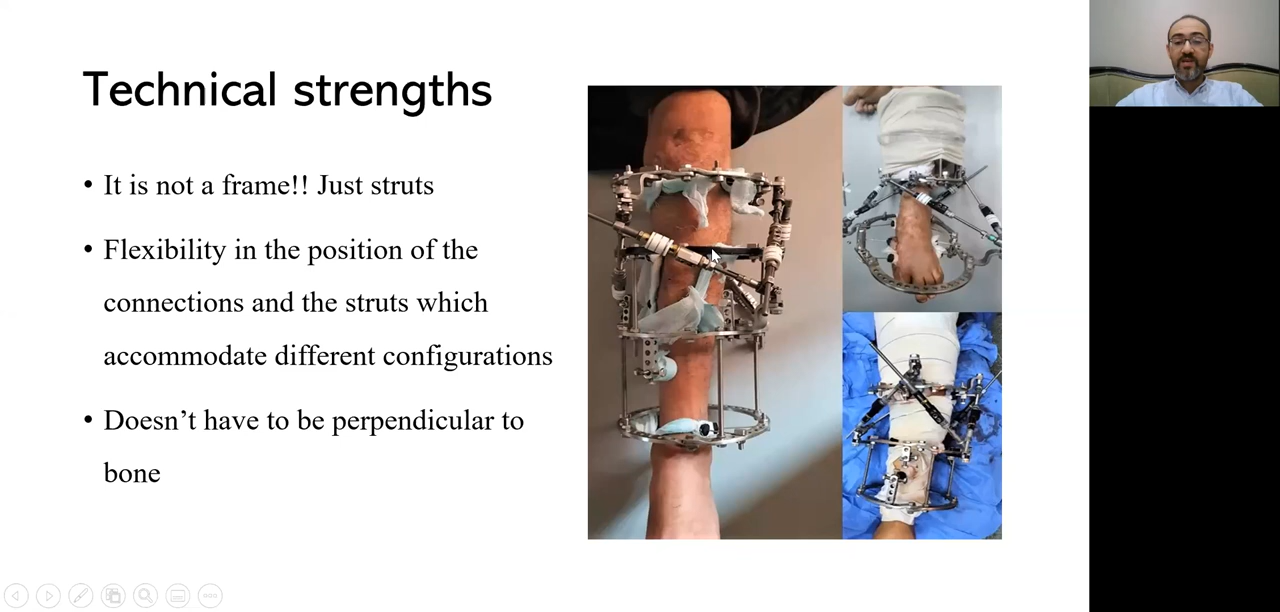 Technical strengths
• It is not a frame!! Just struts
• Flexibility in the position of the
connections and the struts which
accommodate different configurations
• Doesn’t have to be perpendicular to
bone